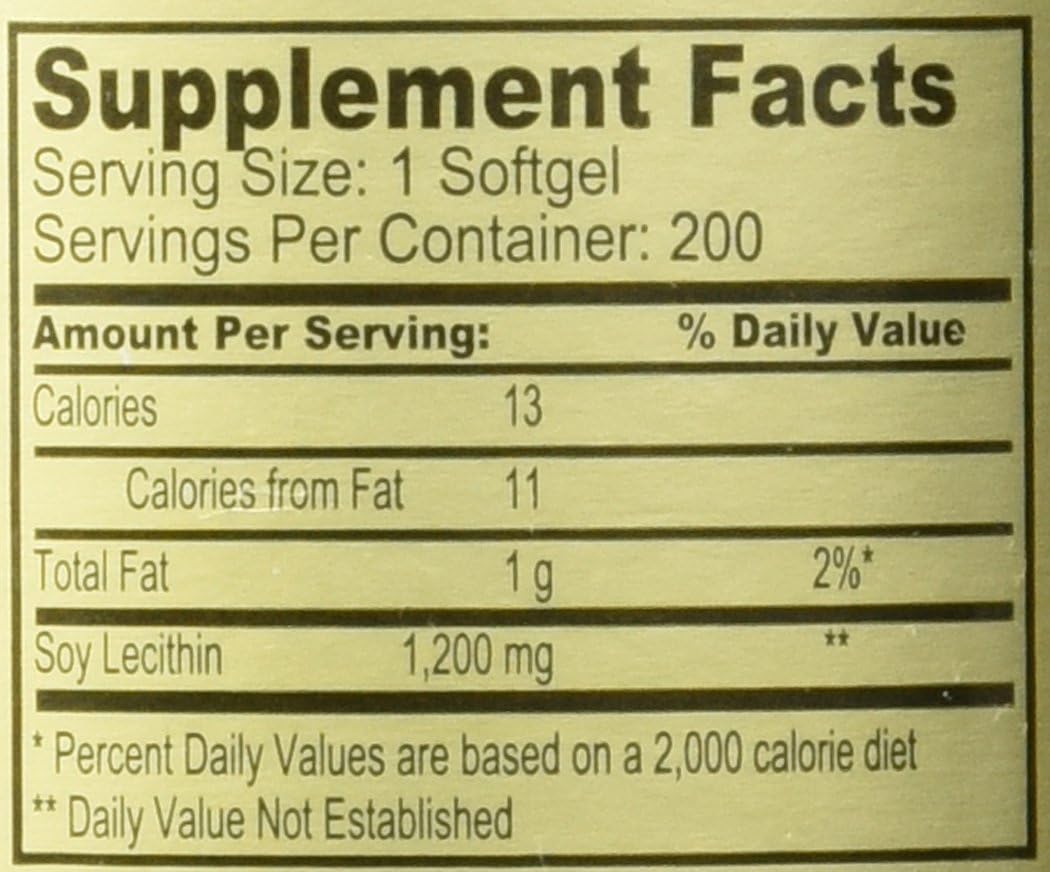 Supplement Facts
Serving Size: 1 Softgel
Servings Per Container: 200
Amount Per Serving: % Daily Value
Calories 13
Calories from Fat 11
Total Fat 1 g 2%*
Soy Lecithin 1,200 mg **
* Percent Daily Values are based on a 2,000 calorie diet
** Daily Value Not Established